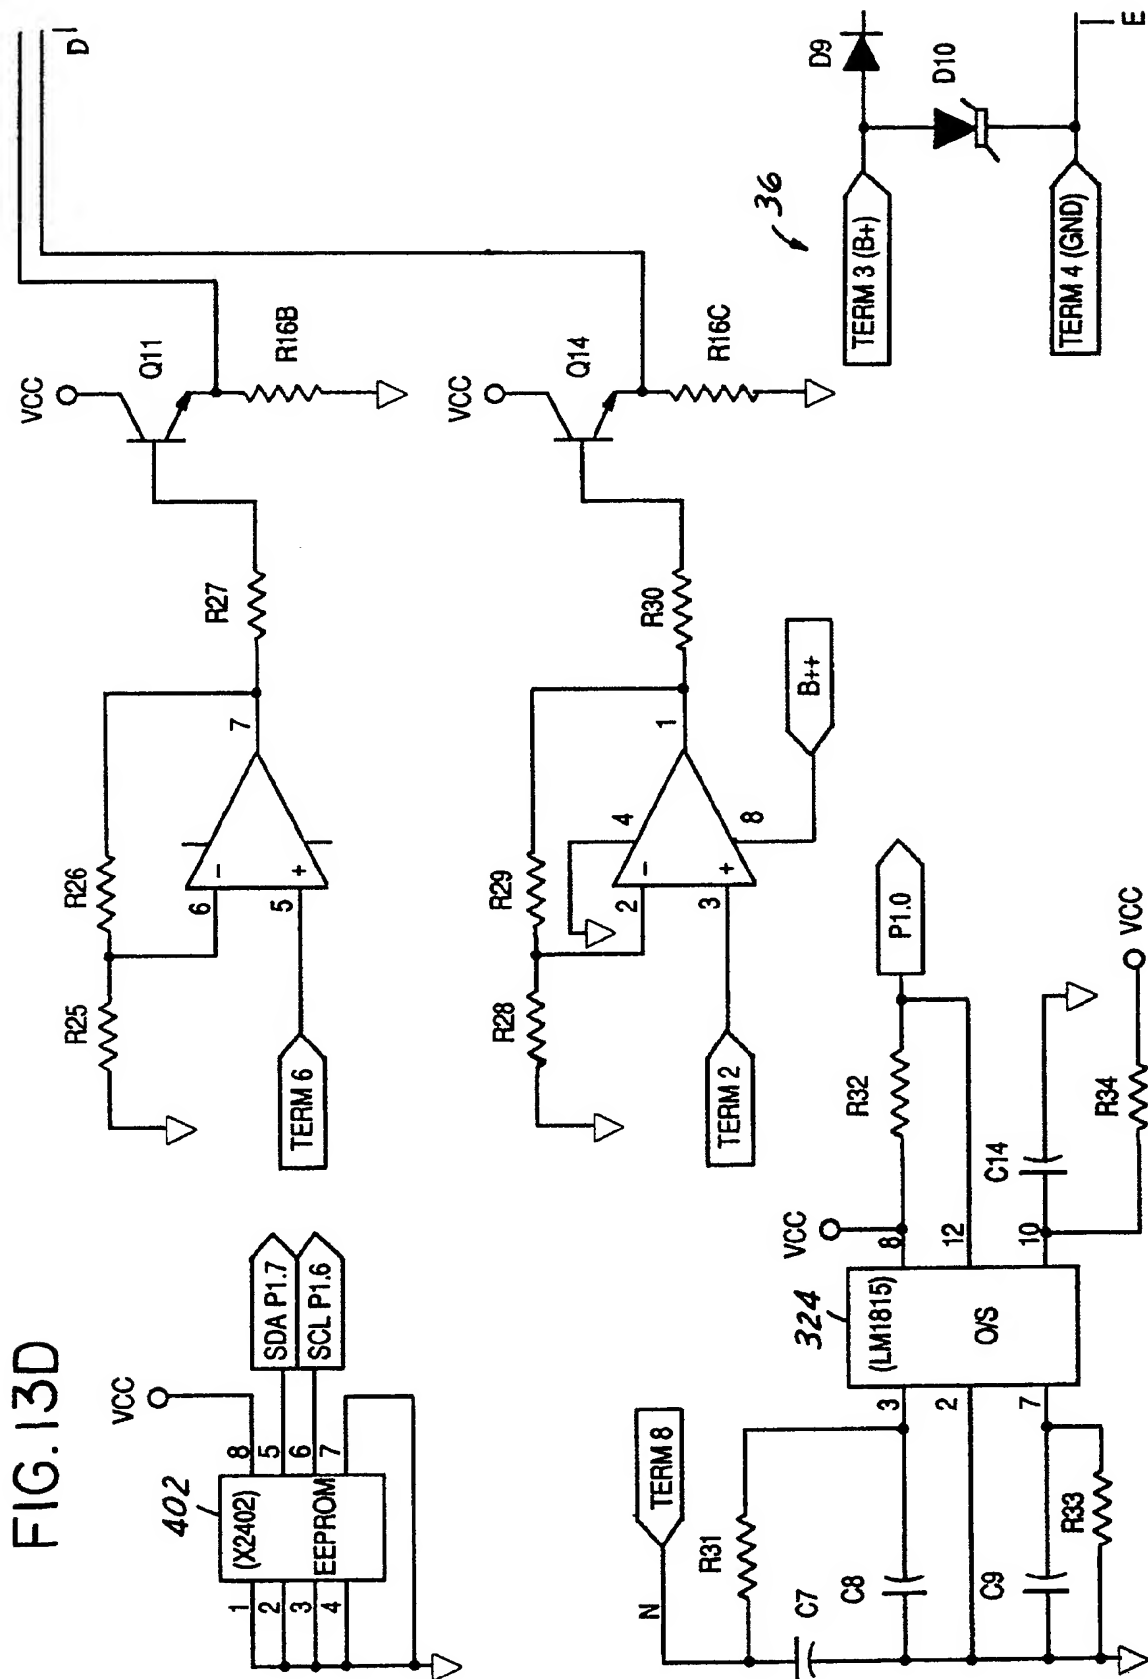 FIG. 13D
402
(X2402)
EEPROM
1
2
3
4
8
5
6
7
VCC
SDA P1.7
SCL P1.6
R25
R26
TERM 6
6
5
-
+
7
R27
VCC
Q11
R16B
D
R28
R29
TERM 2
2
3
-
+
4
8
1
B++
R30
VCC
Q14
R16C
TERM 8
N
R31
C7
C8
C9
R33
3
2
7
324
(LM1815)
O/S
8
12
10
VCC
R32
P1.0
C14
R34
VCC
36
TERM 3 (B+)
TERM 4 (GND)
D9
D10
E